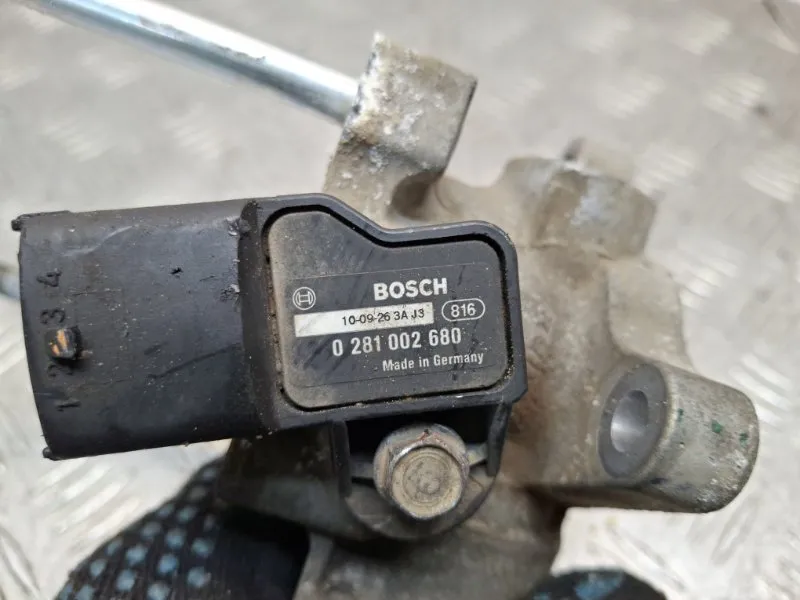 BOSCH
10-09-26 3A J3
816
0 281 002 680
Made in Germany
1 2 3 4